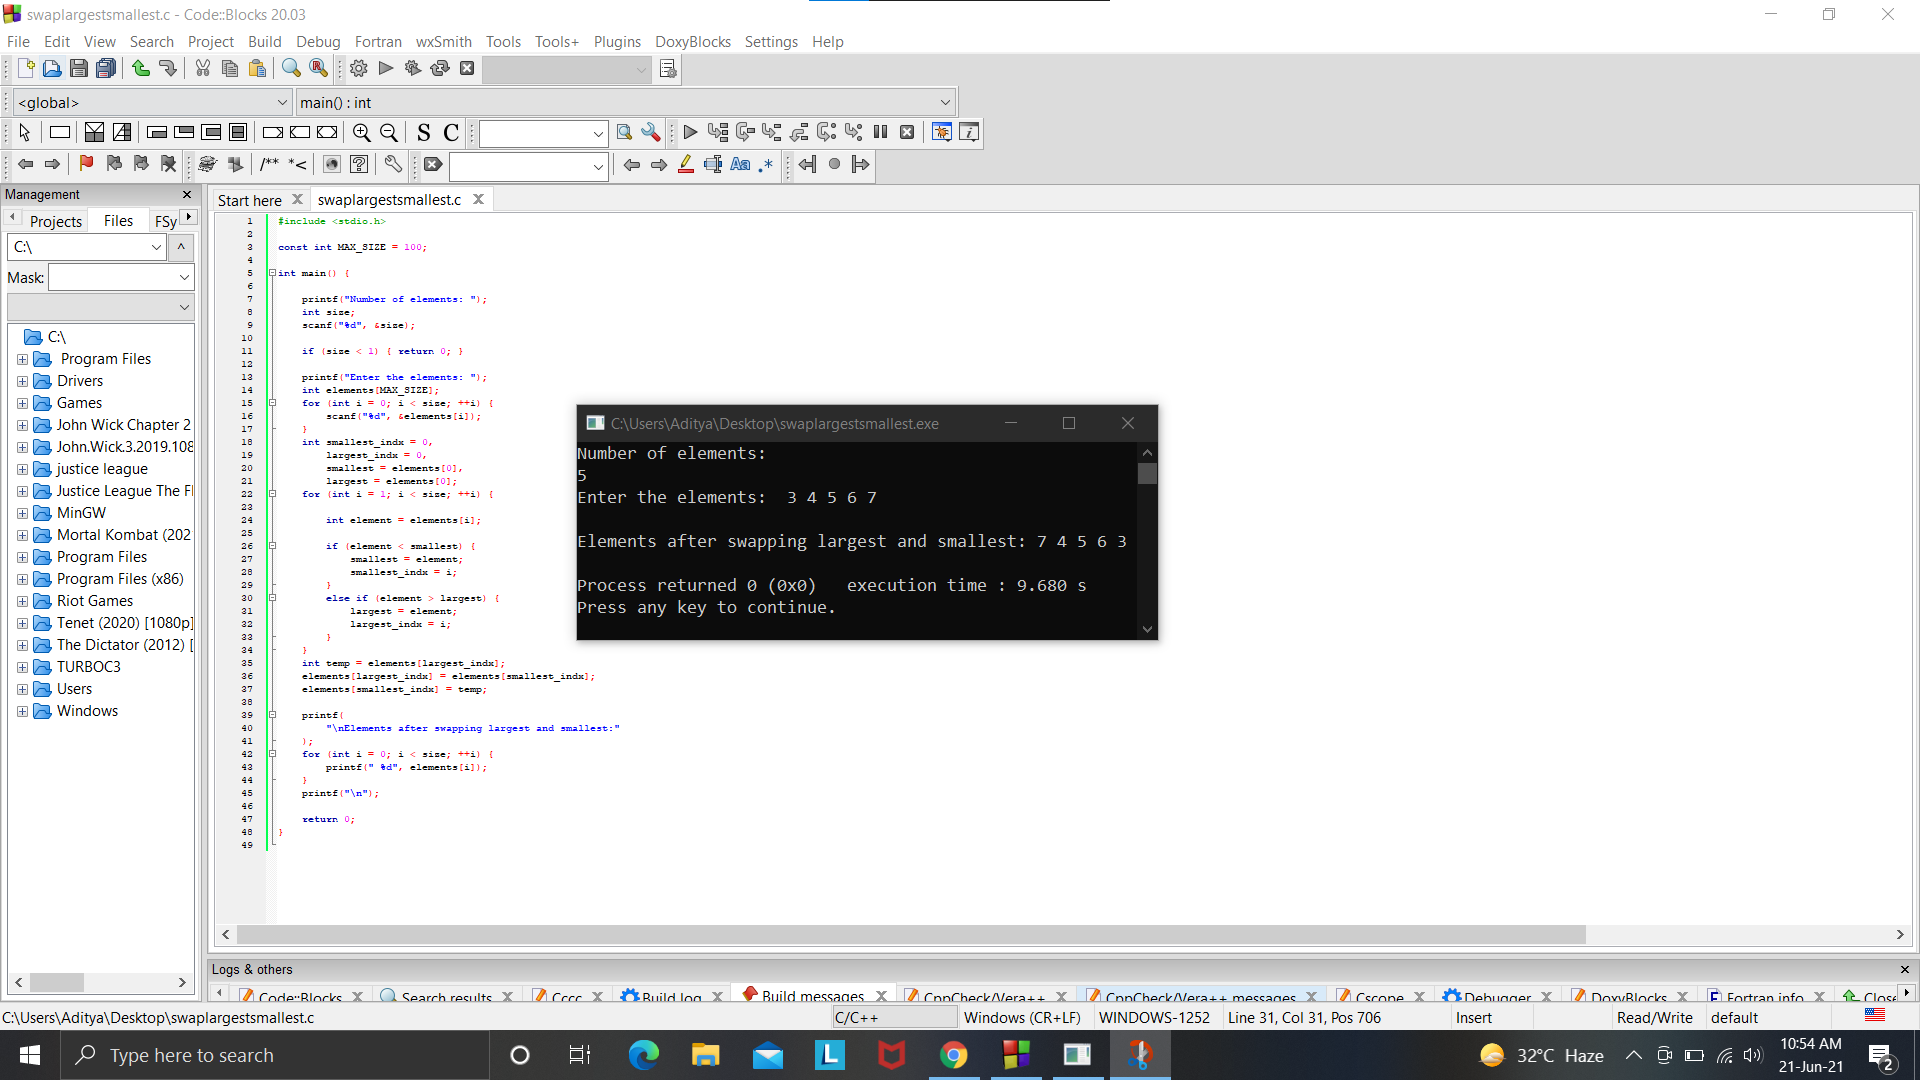 swaplargestsmallest.c - Code::Blocks 20.03
File Edit View Search Project Build Debug Fortran wxSmith Tools Tools+ Plugins DoxyBlocks Settings Help
<global> main() : int
S C
/** *< ? Aa .*
Management
Projects Files FSy
C:\
Mask:
C:\
Program Files
Drivers
Games
John Wick Chapter 2
John.Wick.3.2019.108
justice league
Justice League The Fl
MinGW
Mortal Kombat (202
Program Files
Program Files (x86)
Riot Games
Tenet (2020) [1080p]
The Dictator (2012) [
TURBOC3
Users
Windows
Start here swaplargestsmallest.c
1 #include <stdio.h>
2
3 const int MAX_SIZE = 100;
4
5 int main() {
6
7 printf("Number of elements: ");
8 int size;
9 scanf("%d", &size);
10
11 if (size < 1) { return 0; }
12
13 printf("Enter the elements: ");
14 int elements[MAX_SIZE];
15 for (int i = 0; i < size; ++i) {
16 scanf("%d", &elements[i]);
17 }
18 int smallest_indx = 0,
19 largest_indx = 0,
20 smallest = elements[0],
21 largest = elements[0];
22 for (int i = 1; i < size; ++i) {
23
24 int element = elements[i];
25
26 if (element < smallest) {
27 smallest = element;
28 smallest_indx = i;
29 }
30 else if (element > largest) {
31 largest = element;
32 largest_indx = i;
33 }
34 }
35 int temp = elements[largest_indx];
36 elements[largest_indx] = elements[smallest_indx];
37 elements[smallest_indx] = temp;
38
39 printf(
40 "\nElements after swapping largest and smallest:"
41 );
42 for (int i = 0; i < size; ++i) {
43 printf(" %d", elements[i]);
44 }
45 printf("\n");
46
47 return 0;
48 }
49
C:\Users\Aditya\Desktop\swaplargestsmallest.exe
Number of elements:
5
Enter the elements:  3 4 5 6 7
Elements after swapping largest and smallest: 7 4 5 6 3
Process returned 0 (0x0)   execution time : 9.680 s
Press any key to continue.
Logs & others
Code::Blocks Search results Cccc Build log Build messages CppCheck/Vera++ CppCheck/Vera++ messages Cscope Debugger DoxyBlocks Fortran info Close
C:\Users\Aditya\Desktop\swaplargestsmallest.c C/C++ Windows (CR+LF) WINDOWS-1252 Line 31, Col 31, Pos 706 Insert Read/Write default
Type here to search
L
32°C Haze
10:54 AM
21-Jun-21
2